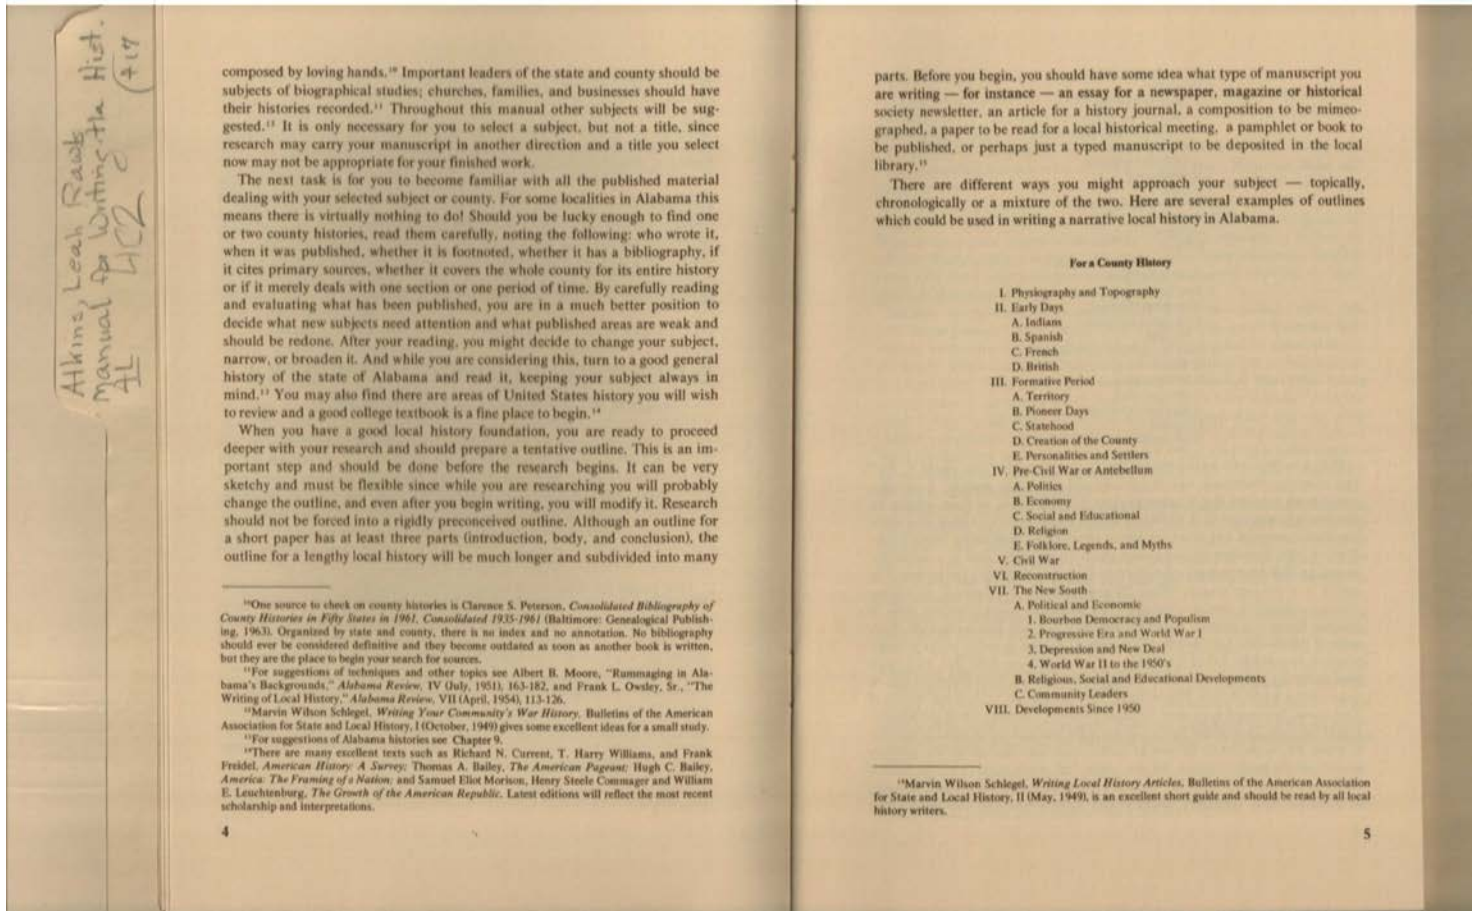 Atkins, Leah Rawls
Manual for Writing the Hist.
AL 4C2
composed by loving hands.¹⁰ Important leaders of the state and county should be
subjects of biographical studies; churches, families, and businesses should have
their histories recorded.¹¹ Throughout this manual other subjects will be sug-
gested.¹² It is only necessary for you to select a subject, but not a title, since
research may carry your manuscript in another direction and a title you select
now may not be appropriate for your finished work.
The next task is for you to become familiar with all the published material
dealing with your selected subject or county. For some localities in Alabama this
means there is virtually nothing to do! Should you be lucky enough to find one
or two county histories, read them carefully, noting the following: who wrote it,
when it was published, whether it is footnoted, whether it has a bibliography, if
it cites primary sources, whether it covers the whole county for its entire history
or if it merely deals with one section or one period of time. By carefully reading
and evaluating what has been published, you are in a much better position to
decide what new subjects need attention and what published areas are weak and
should be redone. After your reading, you might decide to change your subject,
narrow, or broaden it. And while you are considering this, turn to a good general
history of the state of Alabama and read it, keeping your subject always in
mind.¹³ You may also find there are areas of United States history you will wish
to review and a good college textbook is a fine place to begin.¹⁴
When you have a good local history foundation, you are ready to proceed
deeper with your research and should prepare a tentative outline. This is an im-
portant step and should be done before the research begins. It can be very
sketchy and must be flexible since while you are researching you will probably
change the outline, and even after you begin writing, you will modify it. Research
should not be forced into a rigidly preconceived outline. Although an outline for
a short paper has at least three parts (introduction, body, and conclusion), the
outline for a lengthy local history will be much longer and subdivided into many
¹⁰One source to check on county histories is Clarence S. Peterson, Consolidated Bibliography of
County Histories in Fifty States in 1961, Consolidated 1935-1961 (Baltimore: Genealogical Publish-
ing, 1963). Organized by state and county, there is no index and no annotation. No bibliography
should ever be considered definitive and they become outdated as soon as another book is written,
but they are the place to begin your search for sources.
¹¹For suggestions of techniques and other topics see Albert B. Moore, "Rummaging in Ala-
bama's Backgrounds," Alabama Review, IV (July, 1951), 163-182, and Frank L. Owsley, Sr., "The
Writing of Local History," Alabama Review, VII (April, 1954), 113-126.
¹²Marvin Wilson Schlegel, Writing Your Community's War History, Bulletins of the American
Association for State and Local History, I (October, 1949) gives some excellent ideas for a small study.
¹³For suggestions of Alabama histories see Chapter 9.
¹⁴There are many excellent texts such as Richard N. Current, T. Harry Williams, and Frank
Freidel, American History: A Survey; Thomas A. Bailey, The American Pageant; Hugh C. Bailey,
America: The Framing of a Nation; and Samuel Eliot Morison, Henry Steele Commager and William
E. Leuchtenburg, The Growth of the American Republic. Latest editions will reflect the most recent
scholarship and interpretations.
4
parts. Before you begin, you should have some idea what type of manuscript you
are writing — for instance — an essay for a newspaper, magazine or historical
society newsletter, an article for a history journal, a composition to be mimeo-
graphed, a paper to be read for a local historical meeting, a pamphlet or book to
be published, or perhaps just a typed manuscript to be deposited in the local
library.¹⁵
There are different ways you might approach your subject — topically,
chronologically or a mixture of the two. Here are several examples of outlines
which could be used in writing a narrative local history in Alabama.
For a County History
I. Physiography and Topography
II. Early Days
A. Indians
B. Spanish
C. French
D. British
III. Formative Period
A. Territory
B. Pioneer Days
C. Statehood
D. Creation of the County
E. Personalities and Settlers
IV. Pre-Civil War or Antebellum
A. Politics
B. Economy
C. Social and Educational
D. Religion
E. Folklore, Legends, and Myths
V. Civil War
VI. Reconstruction
VII. The New South
A. Political and Economic
1. Bourbon Democracy and Populism
2. Progressive Era and World War I
3. Depression and New Deal
4. World War II to the 1950's
B. Religious, Social and Educational Developments
C. Community Leaders
VIII. Developments Since 1950
¹⁵Marvin Wilson Schlegel, Writing Local History Articles, Bulletins of the American Association
for State and Local History, II (May, 1949), is an excellent short guide and should be read by all local
history writers.
5